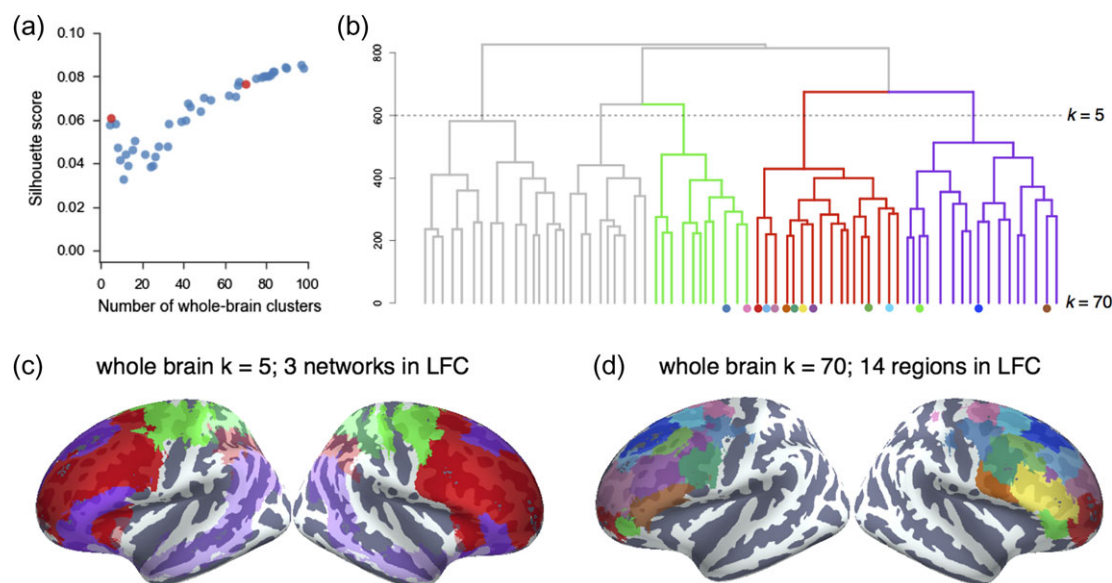 (a)
0.10
0.08
0.06
0.04
0.02
0.00
Silhouette score
0 20 40 60 80 100
Number of whole-brain clusters
(b)
800
600
400
200
0
k = 5
k = 70
(c) whole brain k = 5; 3 networks in LFC
(d) whole brain k = 70; 14 regions in LFC